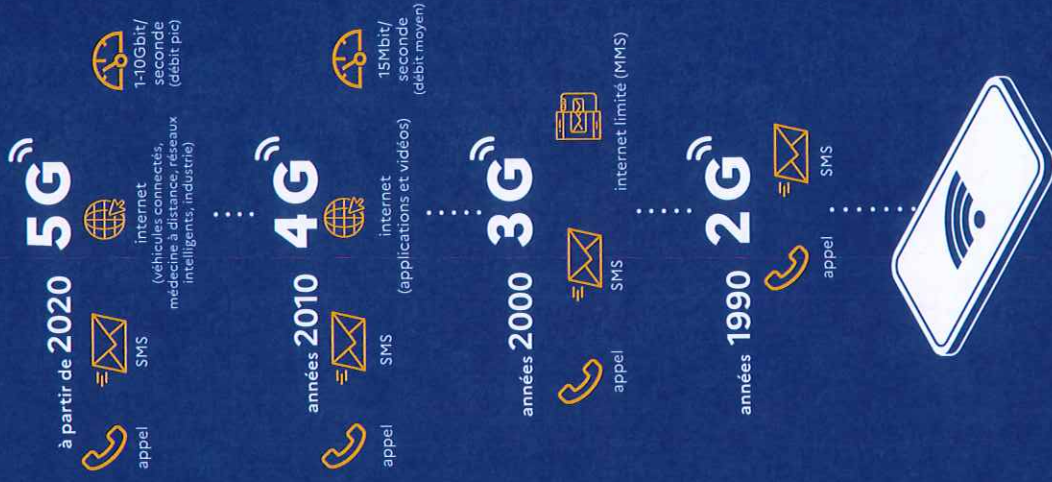 à partir de 2020 5G
appel
SMS
internet
(véhicules connectés,
médecine à distance, réseaux
intelligents, industrie)
1-10Gbit/
seconde
(débit pic)
années 2010 4G
appel
SMS
internet
(applications et vidéos)
15Mbit/
seconde
(débit moyen)
années 2000 3G
appel
SMS
internet limité (MMS)
années 1990 2G
appel
SMS